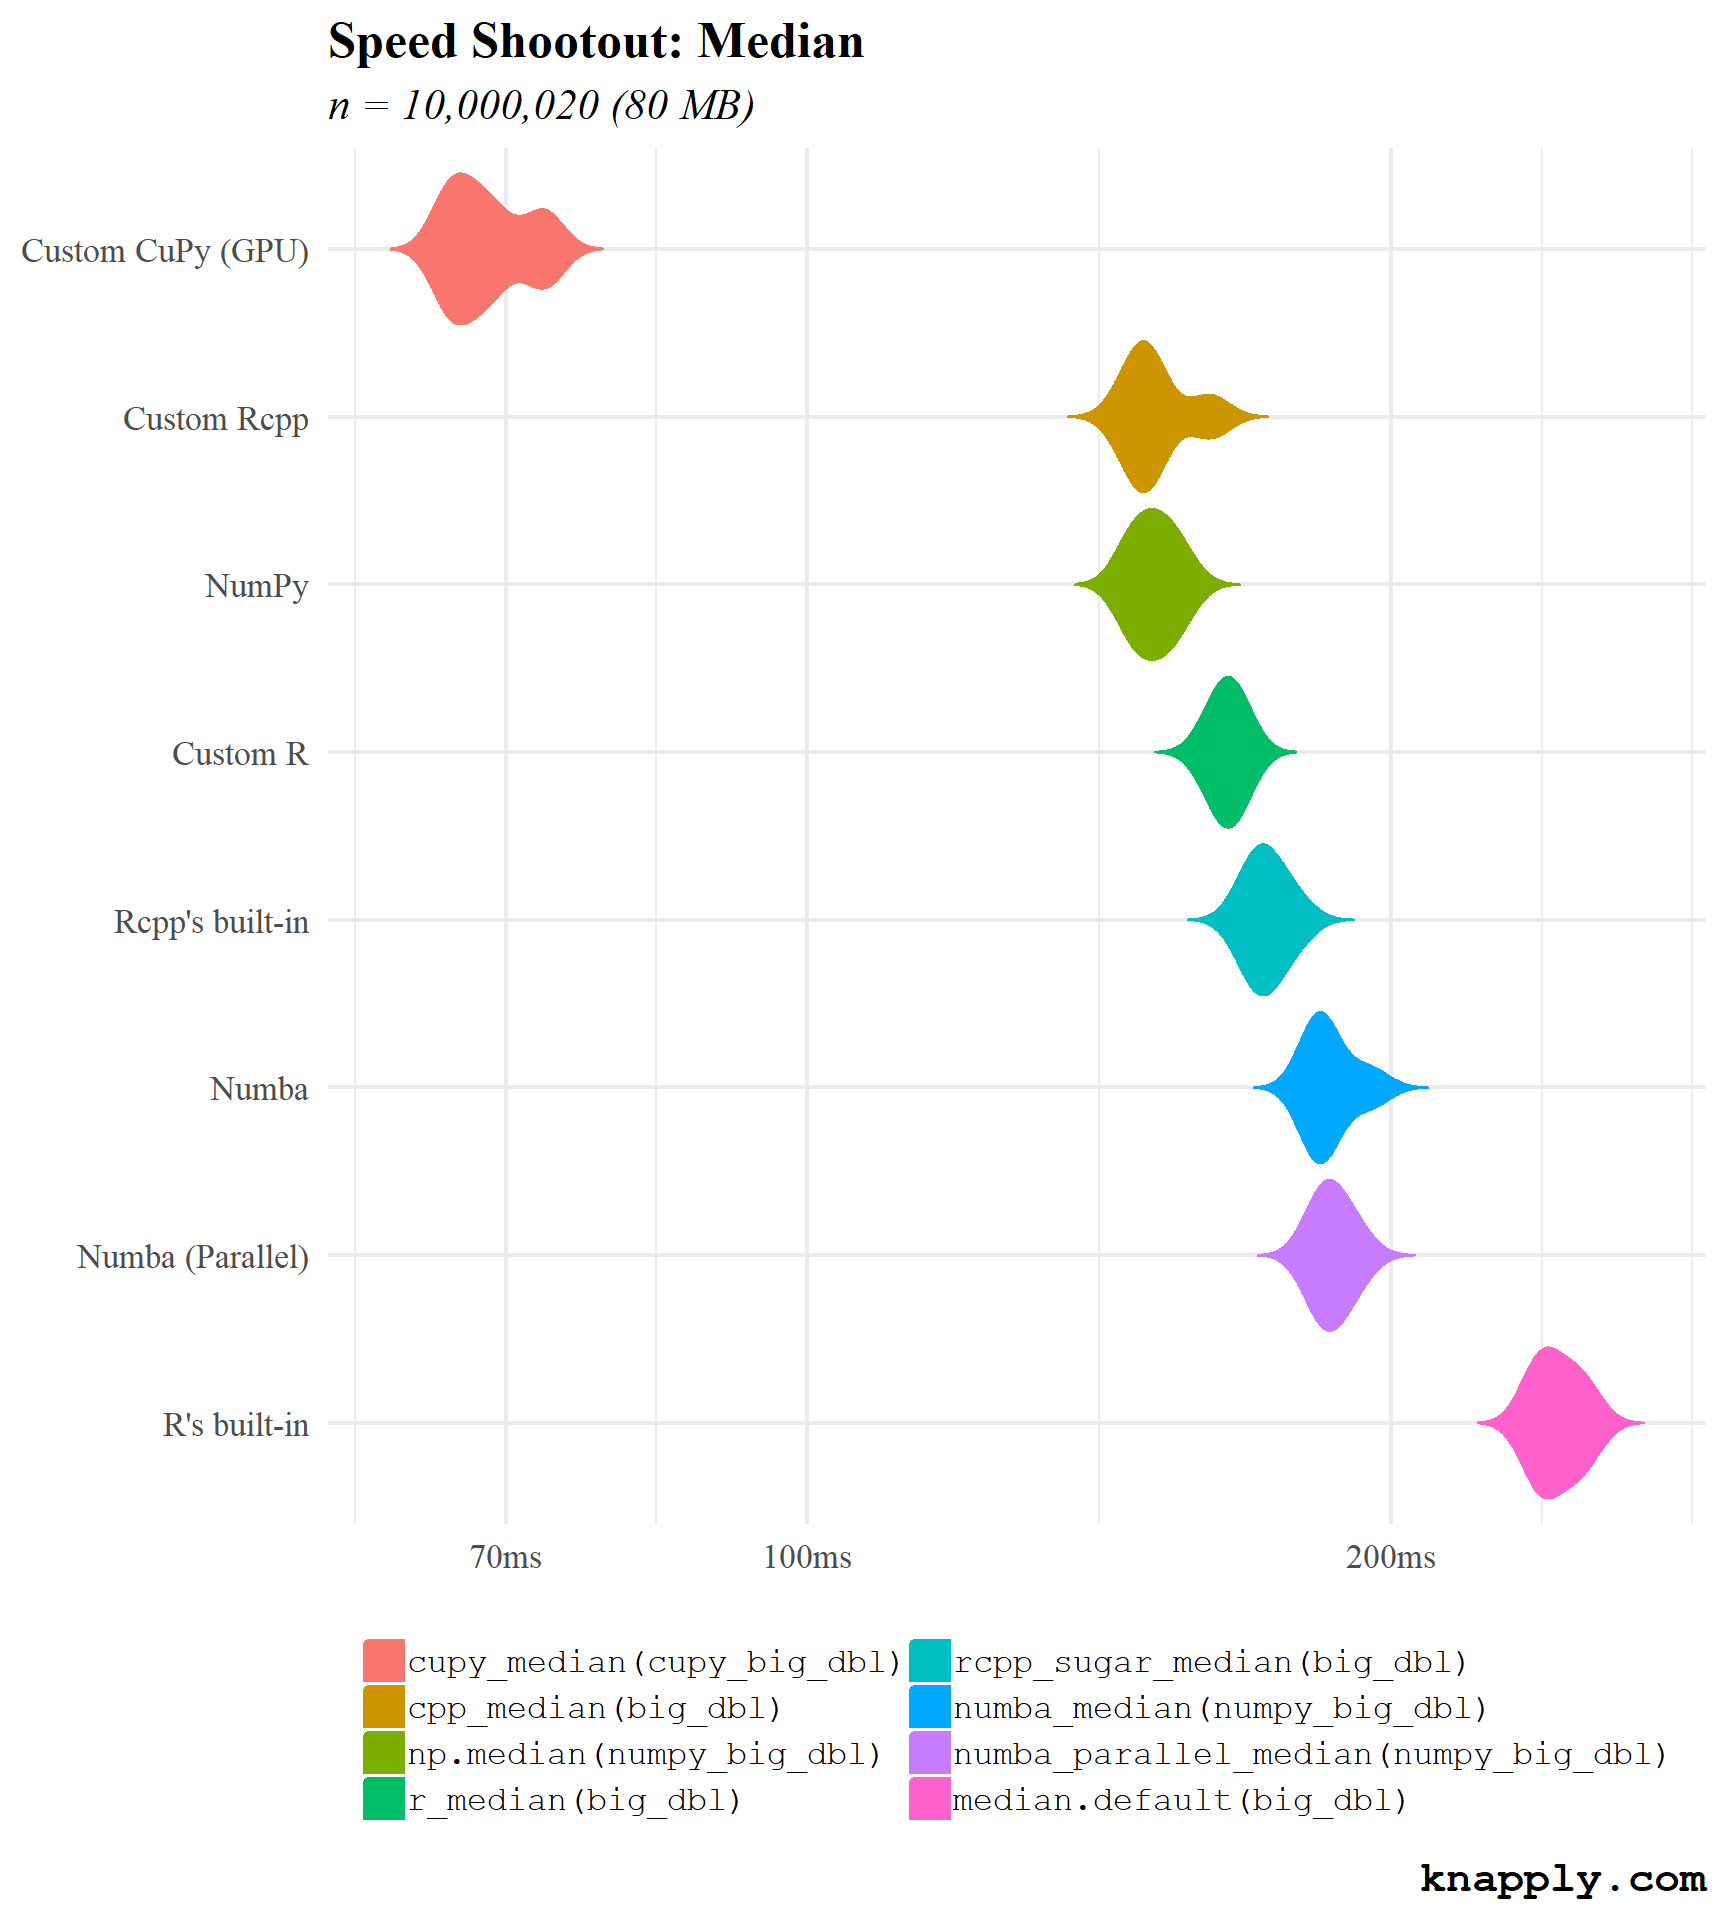 Speed Shootout: Median
n = 10,000,020 (80 MB)
Custom CuPy (GPU)
Custom Rcpp
NumPy
Custom R
Rcpp's built-in
Numba
Numba (Parallel)
R's built-in
70ms 100ms 200ms
cupy_median(cupy_big_dbl) rcpp_sugar_median(big_dbl)
cpp_median(big_dbl) numba_median(numpy_big_dbl)
np.median(numpy_big_dbl) numba_parallel_median(numpy_big_dbl)
r_median(big_dbl) median.default(big_dbl)
knapply.com